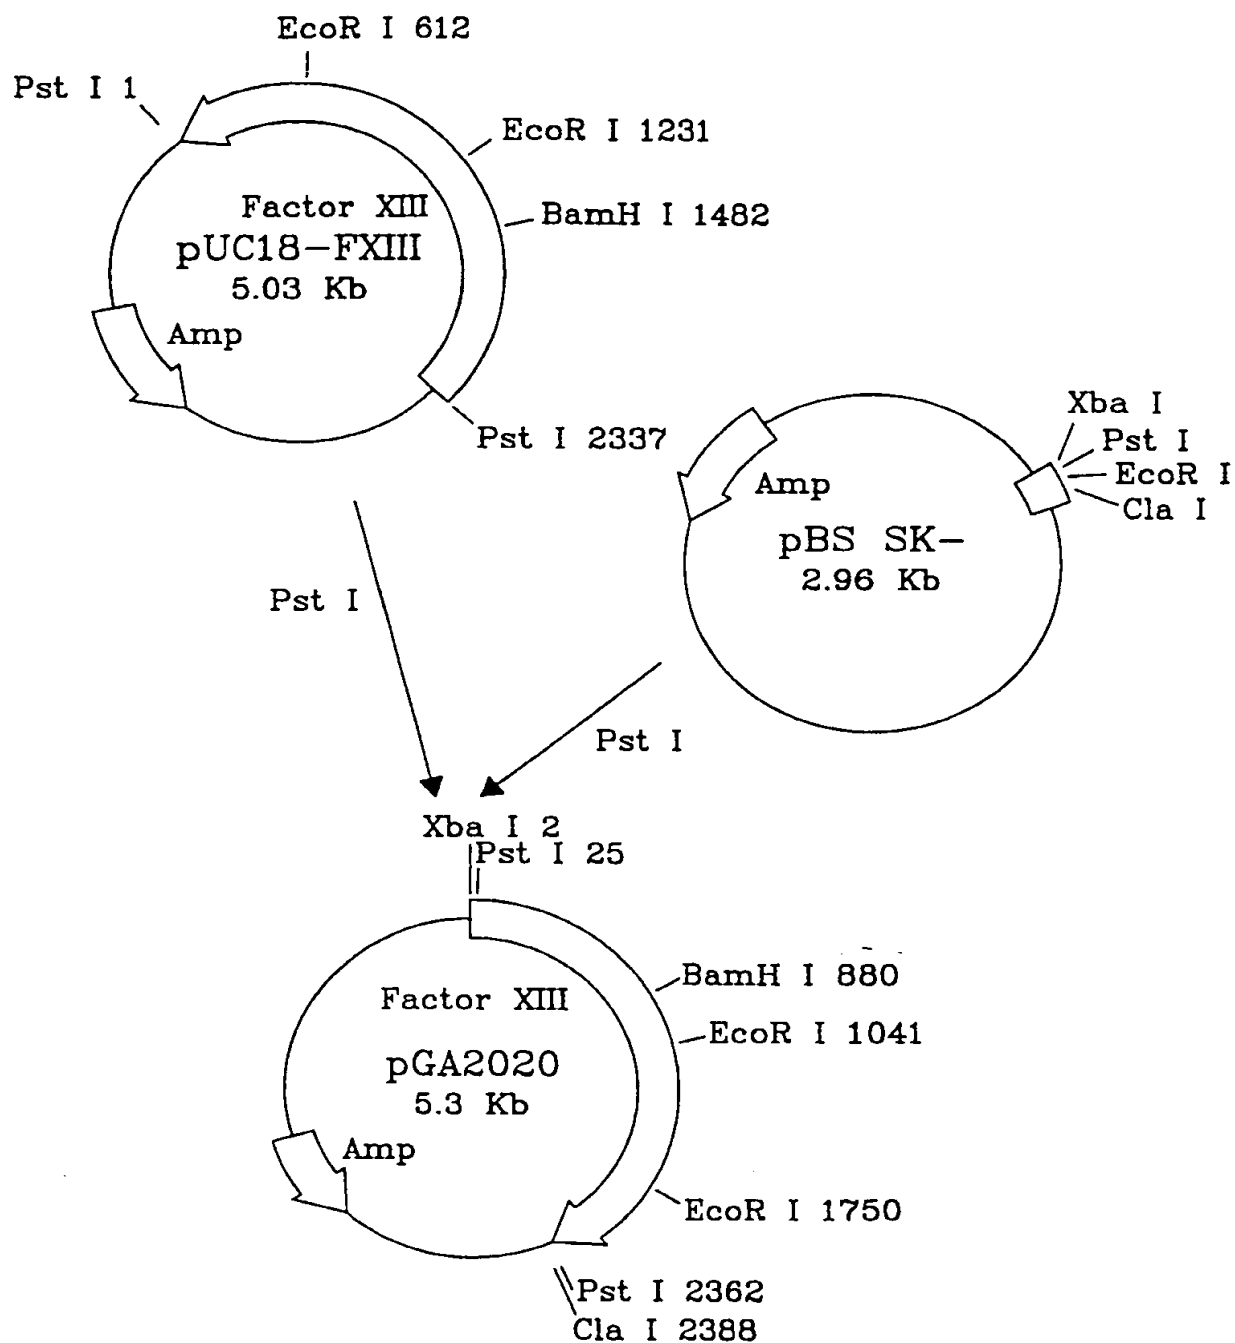 EcoR I 612
Pst I 1
EcoR I 1231
BamH I 1482
Factor XIII
pUC18-FXIII
5.03 Kb
Amp
Pst I 2337
Xba I
Pst I
EcoR I
Cla I
Amp
pBS SK-
2.96 Kb
Pst I
Pst I
Xba I 2
Pst I 25
BamH I 880
EcoR I 1041
Factor XIII
pGA2020
5.3 Kb
Amp
EcoR I 1750
Pst I 2362
Cla I 2388